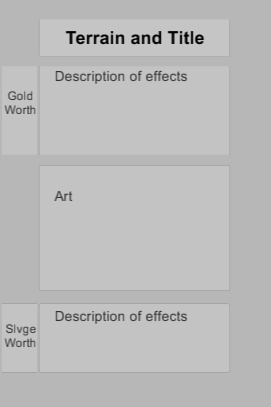 Terrain and Title
Description of effects
Gold
Worth
Art
Description of effects
Slvge
Worth